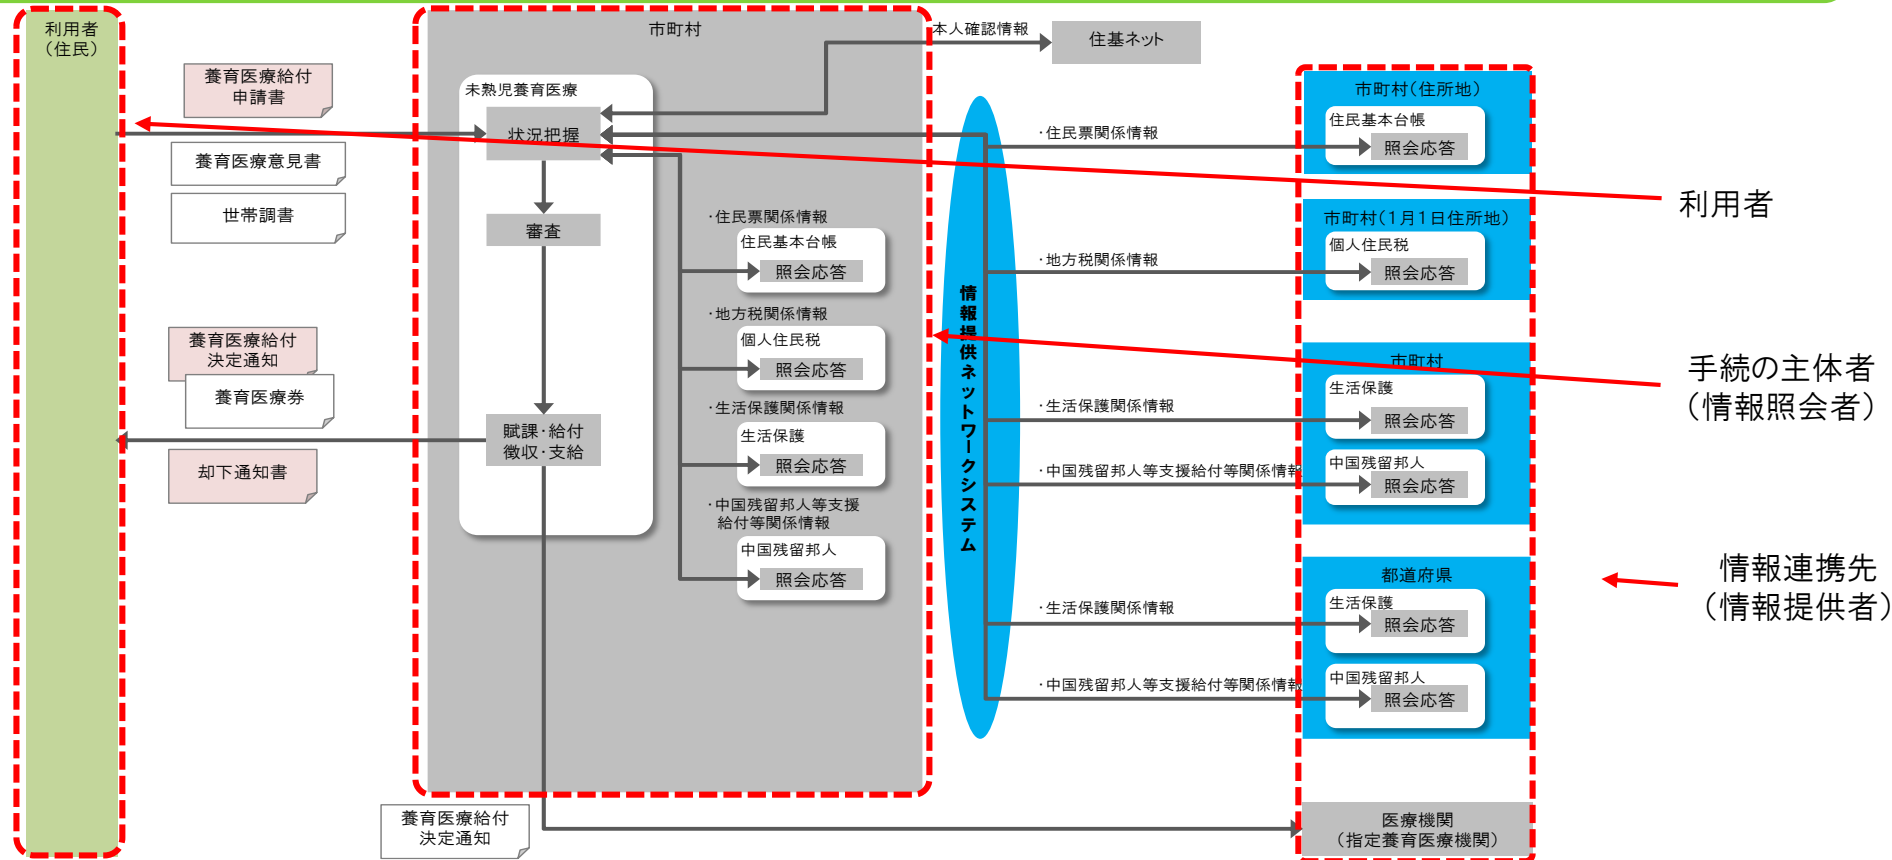 利用者
（住民）
養育医療給付
申請書
養育医療意見書
世帯調書
養育医療給付
決定通知
養育医療券
却下通知書
市町村
未熟児養育医療
状況把握
審査
賦課・給付
徴収・支給
・住民票関係情報
住民基本台帳
照会応答
・地方税関係情報
個人住民税
照会応答
・生活保護関係情報
生活保護
照会応答
・中国残留邦人等支援
給付等関係情報
中国残留邦人
照会応答
養育医療給付
決定通知
本人確認情報
住基ネット
情報提供ネットワークシステム
・住民票関係情報
・地方税関係情報
・生活保護関係情報
・中国残留邦人等支援給付等関係情報
・生活保護関係情報
・中国残留邦人等支援給付等関係情報
市町村（住所地）
住民基本台帳
照会応答
市町村（１月１日住所地）
個人住民税
照会応答
市町村
生活保護
照会応答
中国残留邦人
照会応答
都道府県
生活保護
照会応答
中国残留邦人
照会応答
医療機関
（指定養育医療機関）
利用者
手続の主体者
（情報照会者）
情報連携先
（情報提供者）